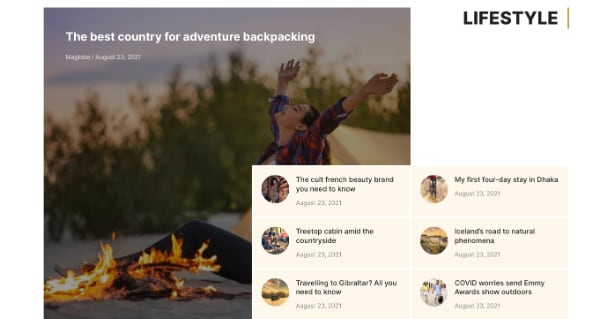 LIFESTYLE
The best country for adventure backpacking
Maglobe / August 23, 2021
The cult french beauty brand
you need to know
August 23, 2021
My first four-day stay in Dhaka
August 23, 2021
Treetop cabin amid the
countryside
August 23, 2021
Iceland's road to natural
phenomena
August 23, 2021
Travelling to Gibraltar? All you
need to know
August 23, 2021
COVID worries send Emmy
Awards show outdoors
August 23, 2021